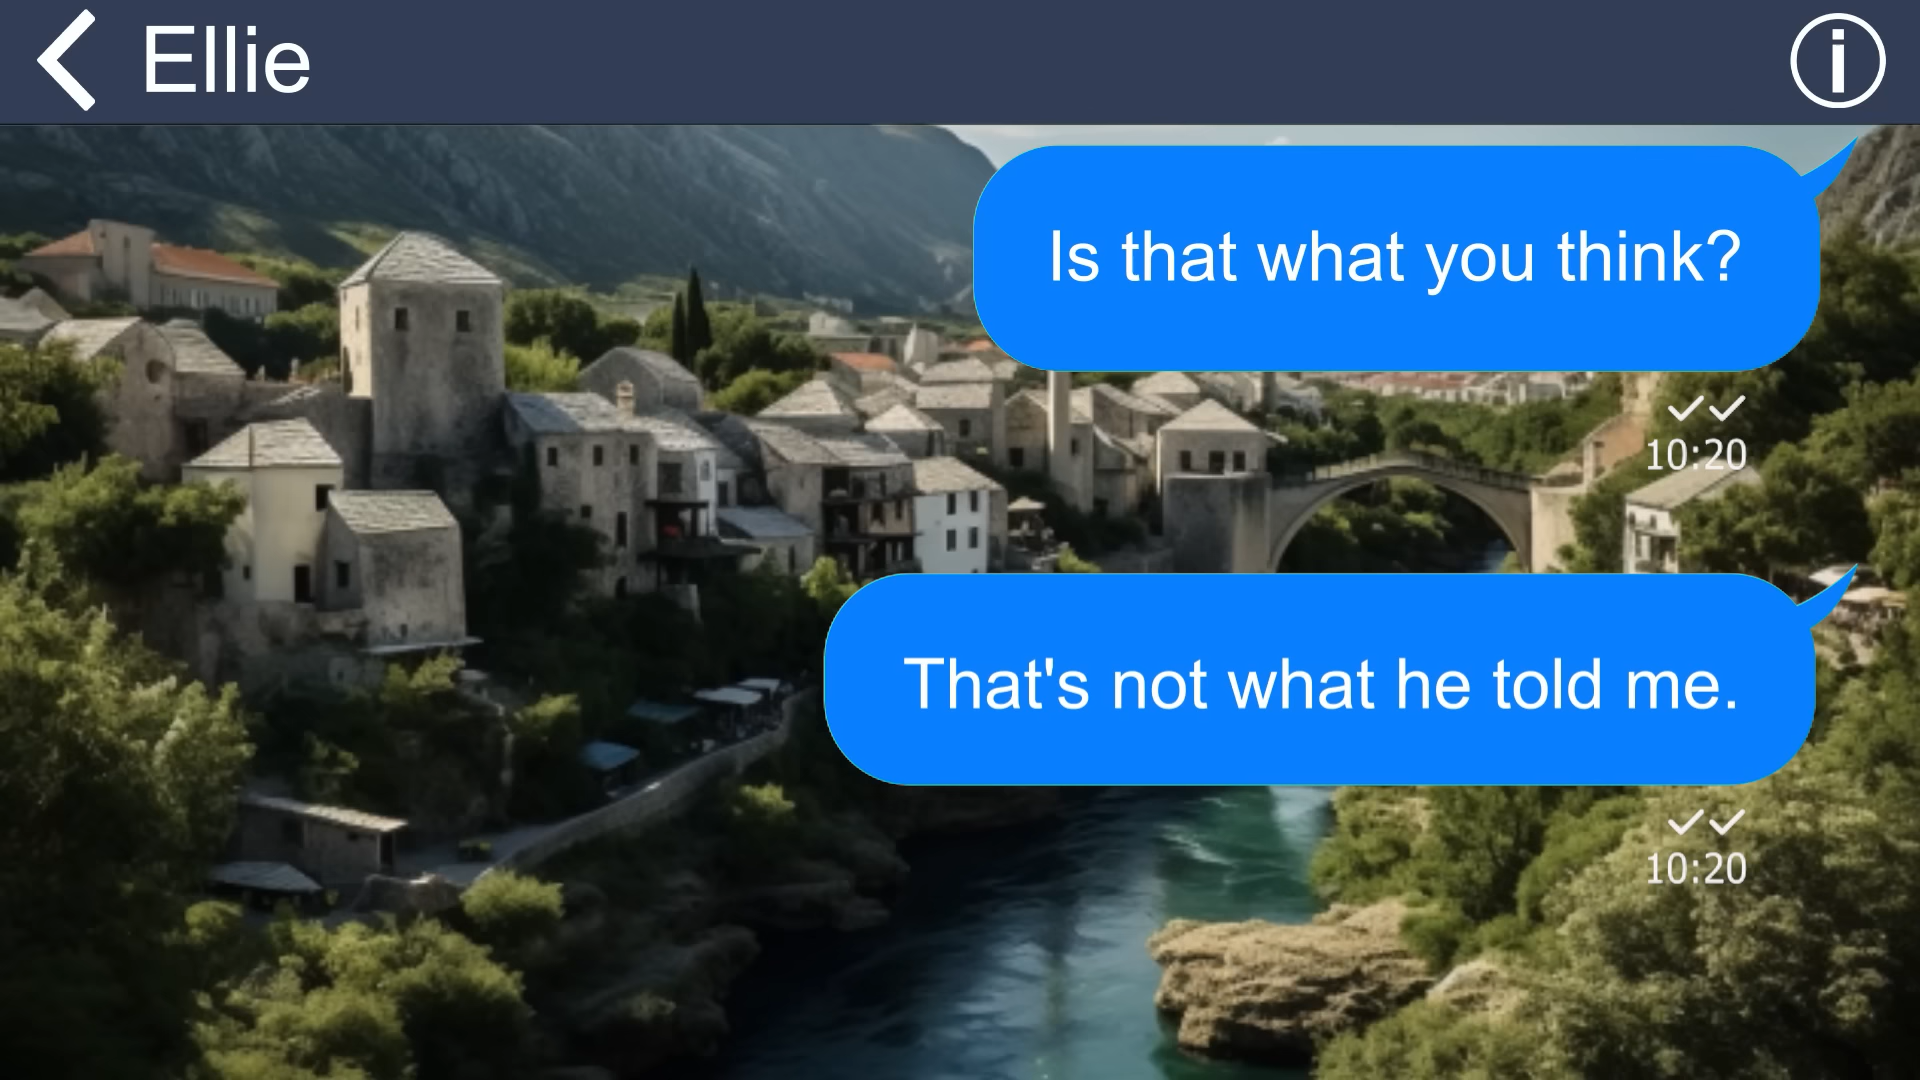 Ellie
Is that what you think?
10:20
That's not what he told me.
10:20